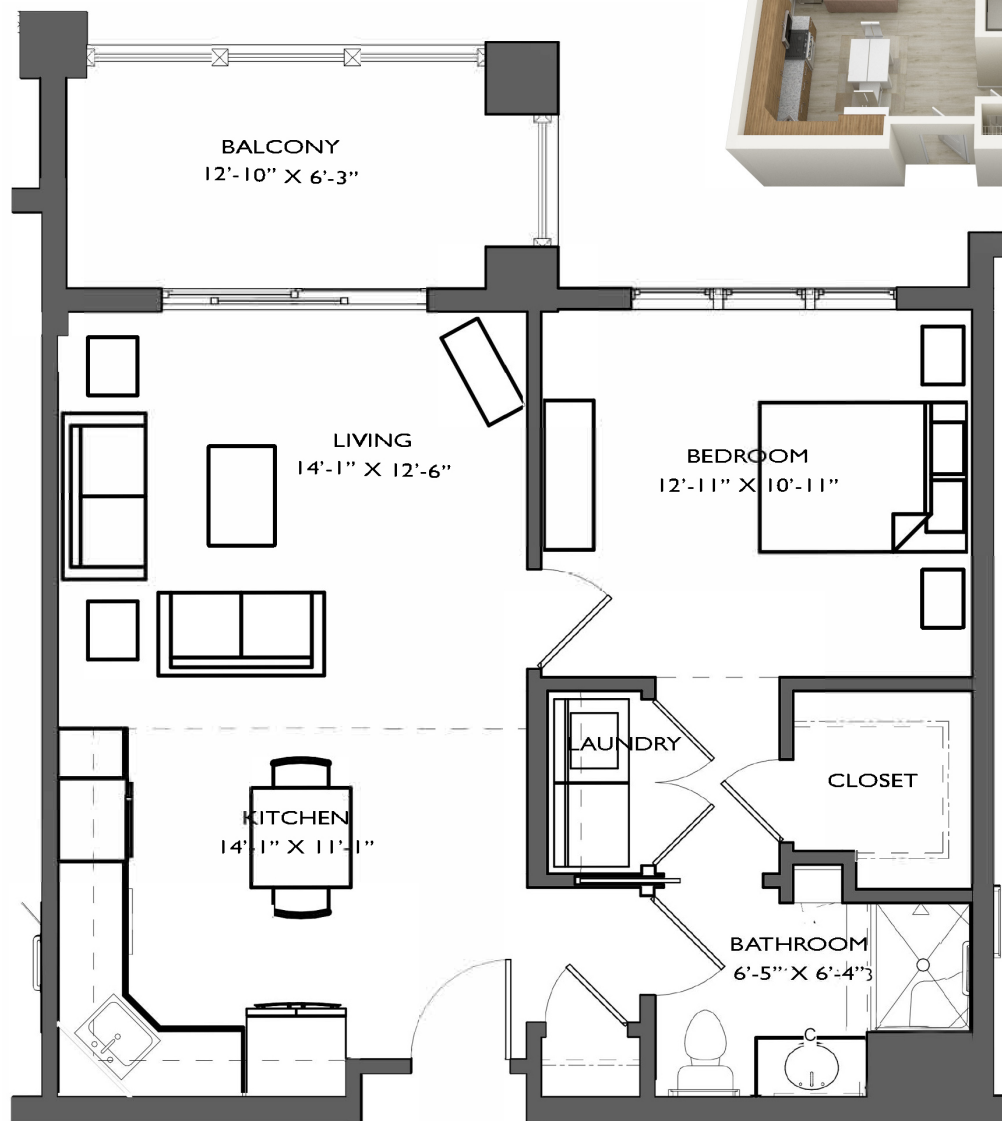 BALCONY
12’-10” X 6’-3”
LIVING
14’-1” X 12’-6”
BEDROOM
12’-11” X 10’-11”
LAUNDRY
CLOSET
KITCHEN
14’-1” X 11’-1”
BATHROOM
6’-5” X 6’-4”
C